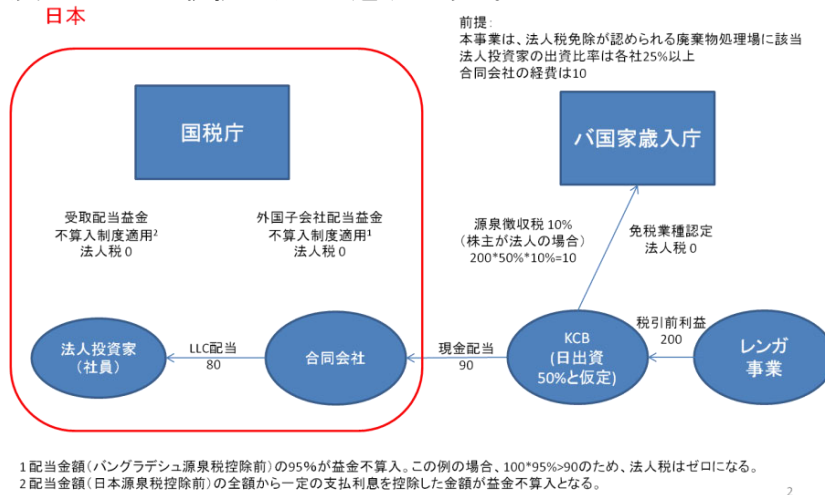 日本
前提：
本事業は、法人税免除が認められる廃棄物処理場に該当
法人投資家の出資比率は各社25%以上
合同会社の経費は10
国税庁
バ国家歳入庁
受取配当益金
不算入制度適用²
法人税０
外国子会社配当益金
不算入制度適用¹
法人税０
源泉徴収税 10%
（株主が法人の場合）
200*50%*10%=10
免税業種認定
法人税０
法人投資家
（社員）
LLC配当
80
合同会社
現金配当
90
KCB
(日出資
50%と仮定)
税引前利益
200
レンガ
事業
1 配当金額（バングラデシュ源泉税控除前）の95%が益金不算入。この例の場合、100*95%>90のため、法人税はゼロになる。
2 配当金額（日本源泉税控除前）の全額から一定の支払利息を控除した金額が益金不算入となる。
2